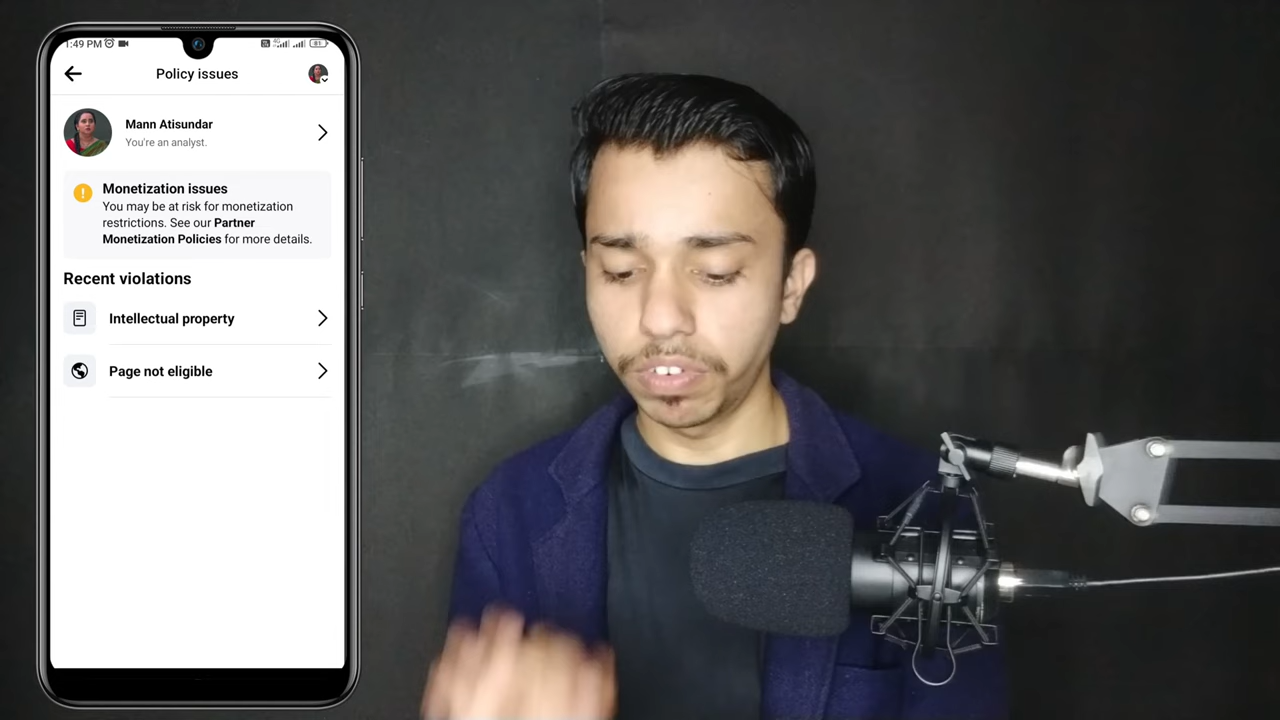 1:49 PM
Policy issues
Mann Atisundar
You're an analyst.
Monetization issues
You may be at risk for monetization
restrictions. See our Partner
Monetization Policies for more details.
Recent violations
Intellectual property
Page not eligible